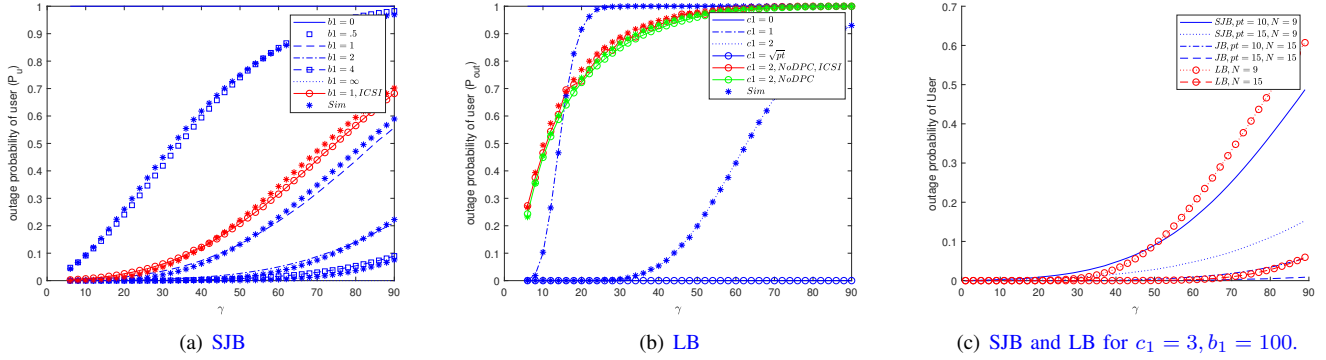 outage probability of user (P_u)
1
0.9
0.8
0.7
0.6
0.5
0.4
0.3
0.2
0.1
0
10 20 30 40 50 60 70 80 90
γ
b1 = 0
b1 = .5
b1 = 1
b1 = 2
b1 = 4
b1 = ∞
b1 = 1, ICSI
Sim
(a) SJB
outage probability of user (P_out)
1
0.9
0.8
0.7
0.6
0.5
0.4
0.3
0.2
0.1
0
10 20 30 40 50 60 70 80 90
γ
c1 = 0
c1 = 1
c1 = 2
c1 = √pt
c1 = 2, NoDPC, ICSI
c1 = 2, NoDPC
Sim
(b) LB
outage probability of User
0.7
0.6
0.5
0.4
0.3
0.2
0.1
0
0 10 20 30 40 50 60 70 80 90
γ
SJB, pt = 10, N = 9
SJB, pt = 15, N = 9
JB, pt = 10, N = 15
JB, pt = 15, N = 15
LB, N = 9
LB, N = 15
(c) SJB and LB for c₁ = 3, b₁ = 100.